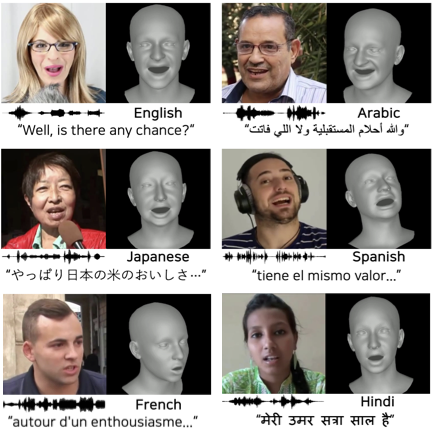 English
Arabic
“Well, is there any chance?”
“والله أحلام المستقبلية ولا اللي فاتت”
Japanese
Spanish
“やっぱり日本の米のおいしさ…”
“tiene el mismo valor...”
French
Hindi
“autour d'un enthousiasme...”
“मेरी उमर सत्रा साल है”